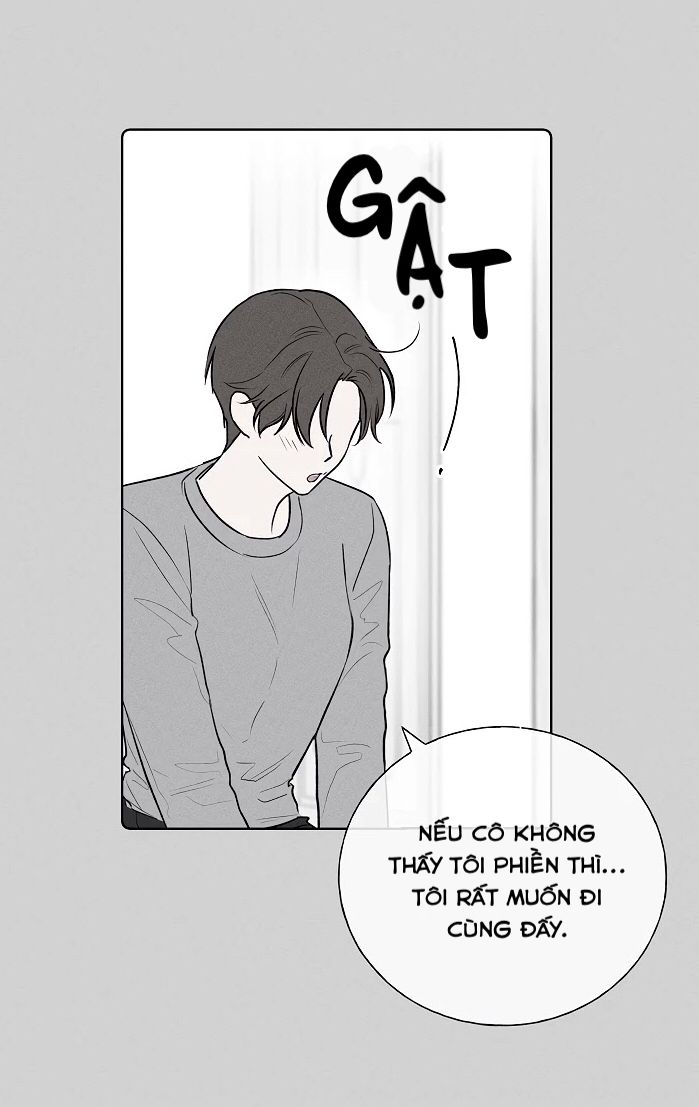 GẬT
NẾU CÔ KHÔNG
THẤY TÔI PHIỀN THÌ...
TÔI RẤT MUỐN ĐI
CÙNG ĐẤY.